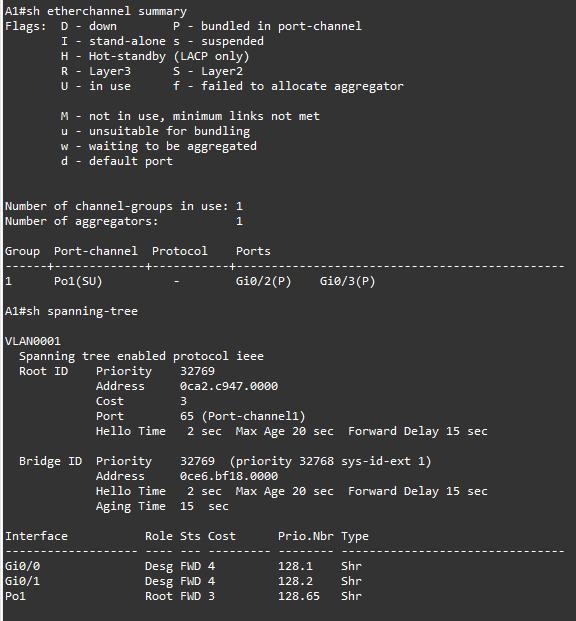 A1#sh etherchannel summary
Flags:  D - down        P - bundled in port-channel
        I - stand-alone s - suspended
        H - Hot-standby (LACP only)
        R - Layer3      S - Layer2
        U - in use      f - failed to allocate aggregator

        M - not in use, minimum links not met
        u - unsuitable for bundling
        w - waiting to be aggregated
        d - default port


Number of channel-groups in use: 1
Number of aggregators:           1

Group  Port-channel  Protocol    Ports
------+-------------+-----------+-----------------------------------------------
1      Po1(SU)          -        Gi0/2(P)    Gi0/3(P)

A1#sh spanning-tree

VLAN0001
  Spanning tree enabled protocol ieee
  Root ID    Priority    32769
             Address     0ca2.c947.0000
             Cost        3
             Port        65 (Port-channel1)
             Hello Time   2 sec  Max Age 20 sec  Forward Delay 15 sec

  Bridge ID  Priority    32769  (priority 32768 sys-id-ext 1)
             Address     0ce6.bf18.0000
             Hello Time   2 sec  Max Age 20 sec  Forward Delay 15 sec
             Aging Time  15  sec

Interface           Role Sts Cost      Prio.Nbr Type
------------------- ---- --- --------- -------- --------------------------------
Gi0/0               Desg FWD 4         128.1    Shr
Gi0/1               Desg FWD 4         128.2    Shr
Po1                 Root FWD 3         128.65   Shr